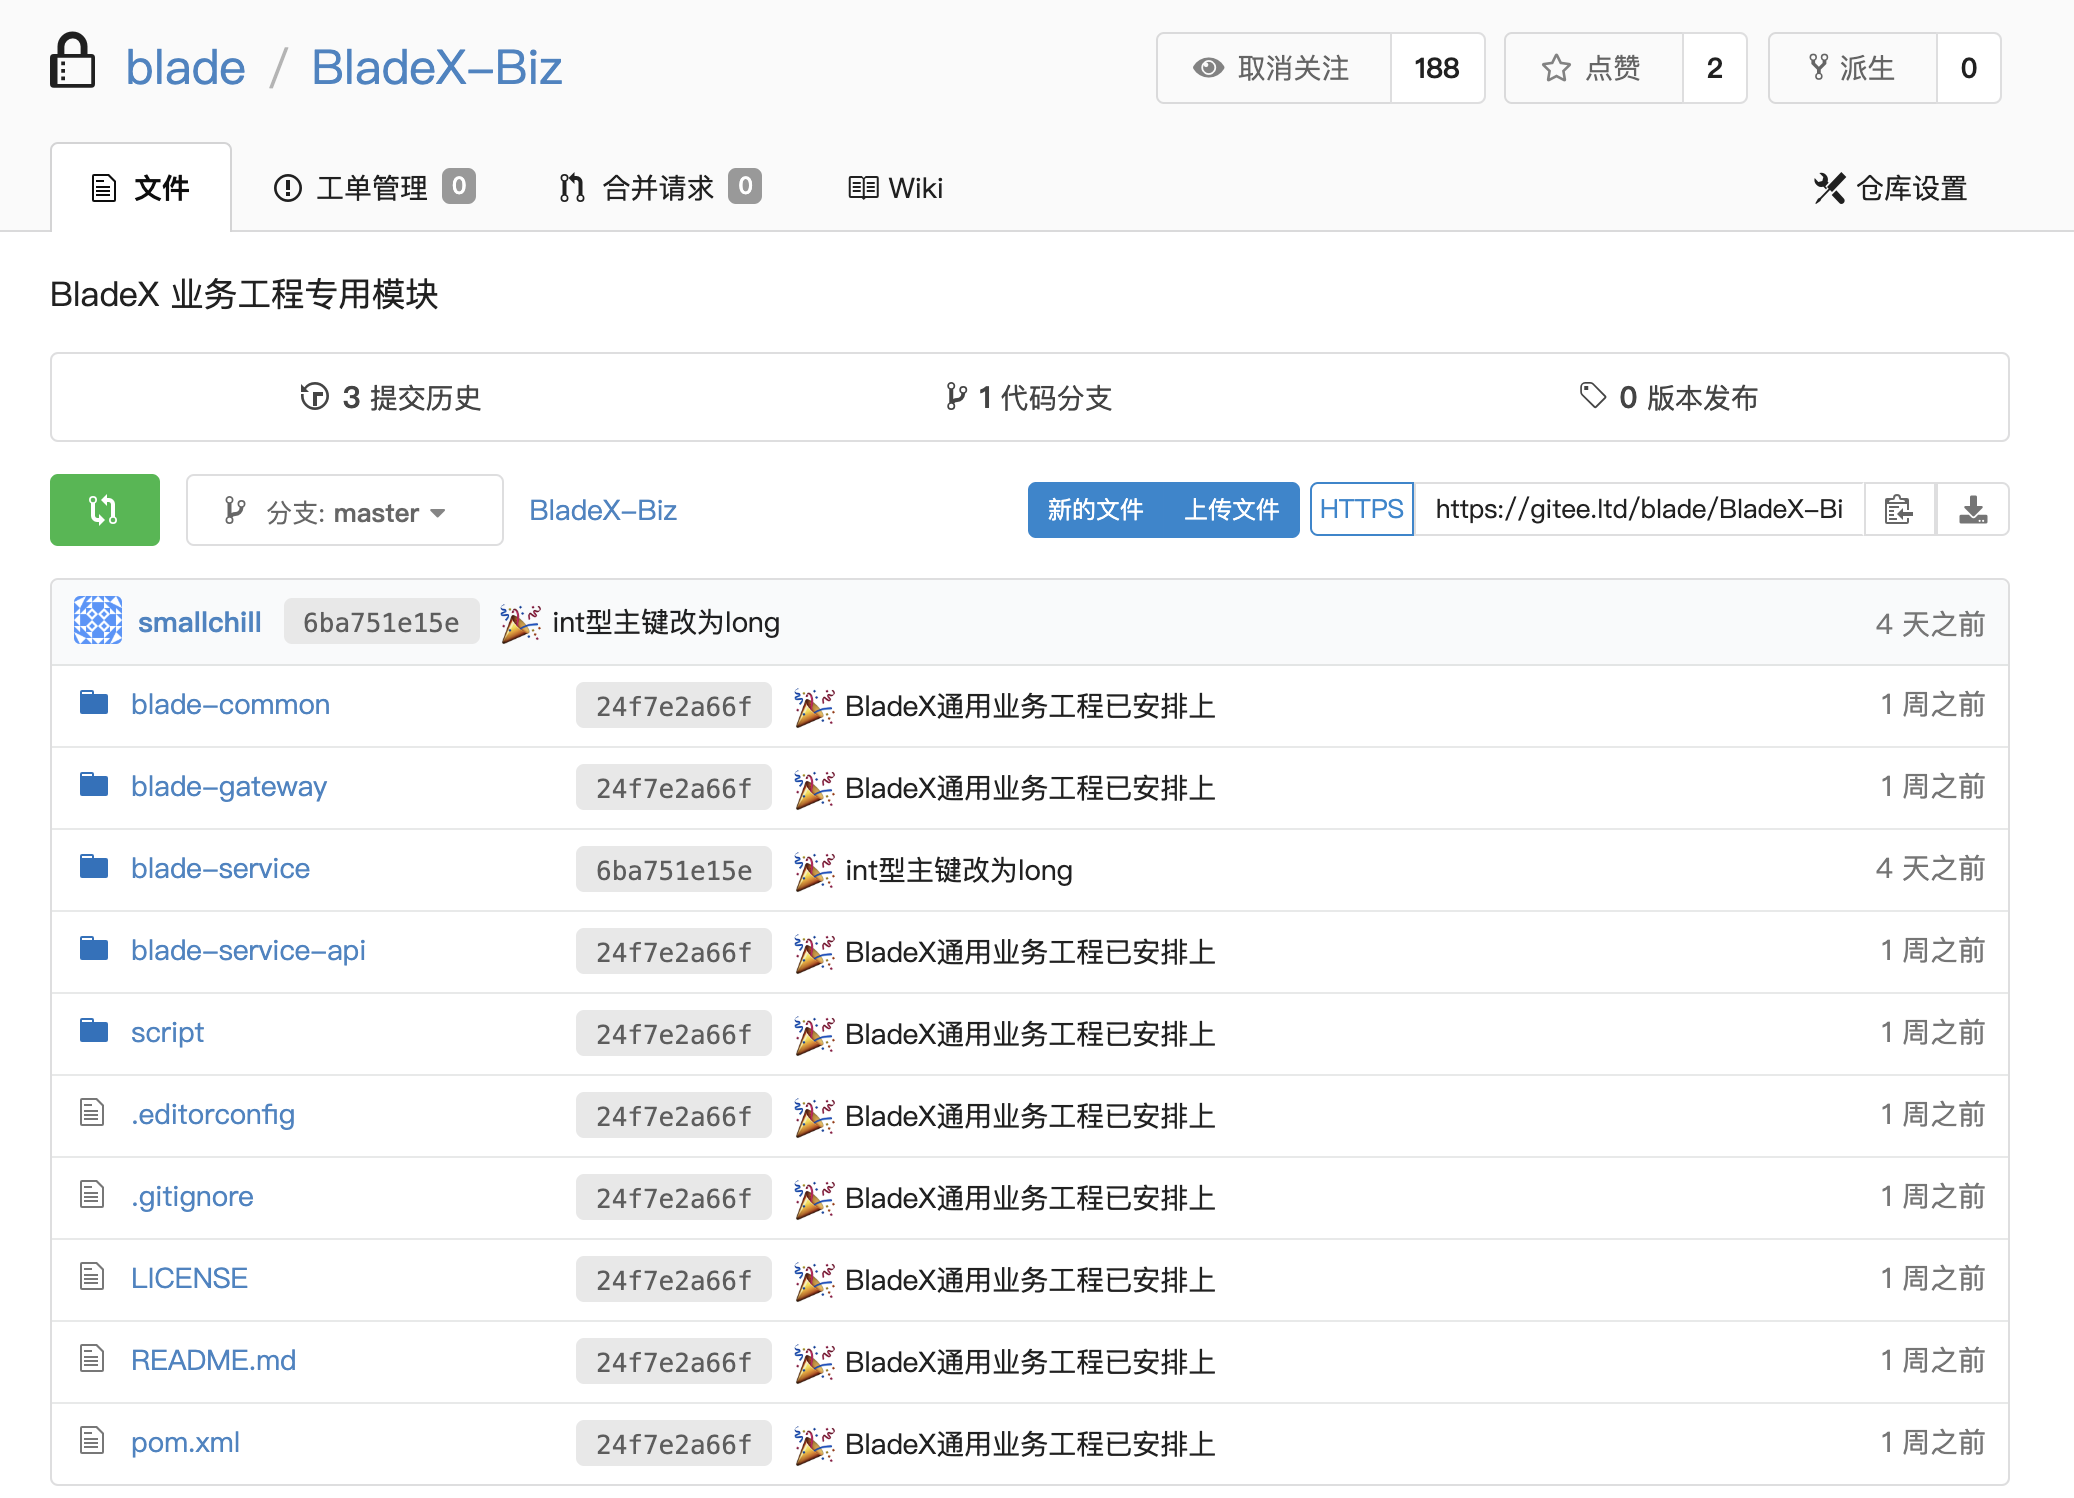 blade / BladeX-Biz 取消关注 188 点赞 2 派生 0
文件 工单管理 0 合并请求 0 Wiki 仓库设置
BladeX 业务工程专用模块
3 提交历史 1 代码分支 0 版本发布
分支: master BladeX-Biz 新的文件 上传文件 HTTPS https://gitee.ltd/blade/BladeX-Bi
smallchill 6ba751e15e int型主键改为long 4 天之前
blade-common 24f7e2a66f BladeX通用业务工程已安排上 1 周之前
blade-gateway 24f7e2a66f BladeX通用业务工程已安排上 1 周之前
blade-service 6ba751e15e int型主键改为long 4 天之前
blade-service-api 24f7e2a66f BladeX通用业务工程已安排上 1 周之前
script 24f7e2a66f BladeX通用业务工程已安排上 1 周之前
.editorconfig 24f7e2a66f BladeX通用业务工程已安排上 1 周之前
.gitignore 24f7e2a66f BladeX通用业务工程已安排上 1 周之前
LICENSE 24f7e2a66f BladeX通用业务工程已安排上 1 周之前
README.md 24f7e2a66f BladeX通用业务工程已安排上 1 周之前
pom.xml 24f7e2a66f BladeX通用业务工程已安排上 1 周之前